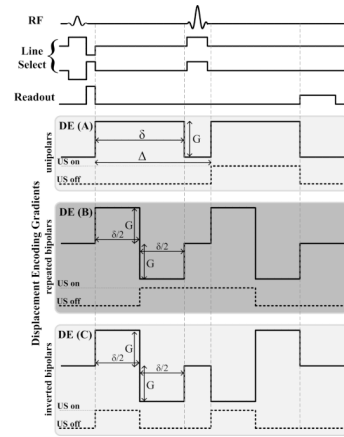 RF
Line
Select
Readout
Displacement Encoding Gradients
unipolars
DE (A)
δ
G
Δ
US on
US off
repeated bipolars
DE (B)
G
δ/2
δ/2
G
US on
US off
inverted bipolars
DE (C)
G
δ/2
δ/2
G
US on
US off